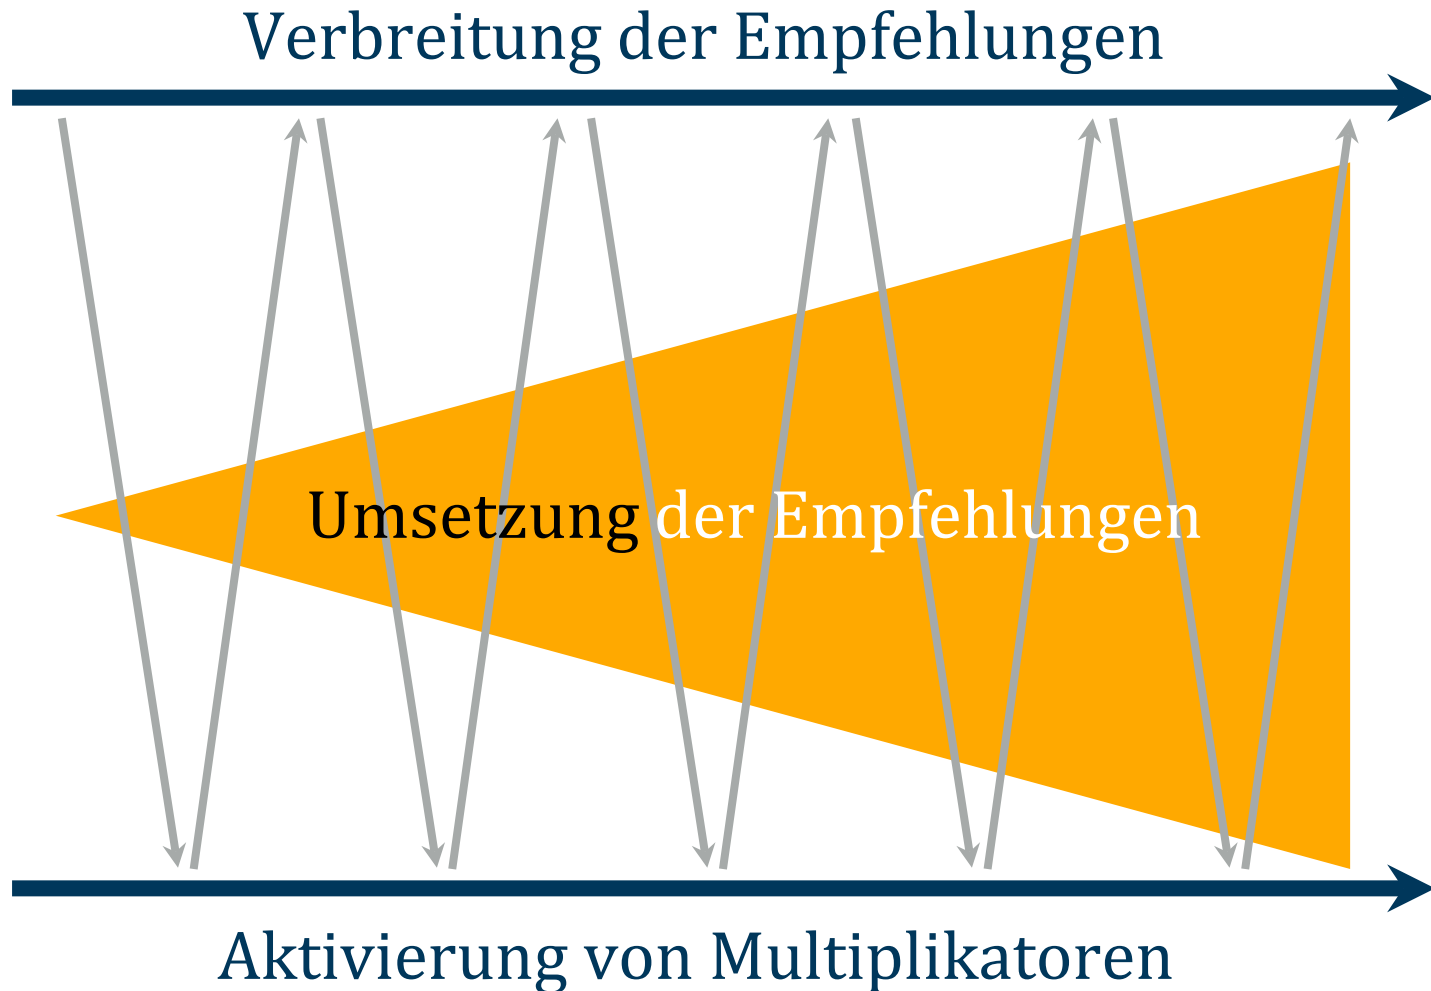 Verbreitung der Empfehlungen
Umsetzung der Empfehlungen
Aktivierung von Multiplikatoren